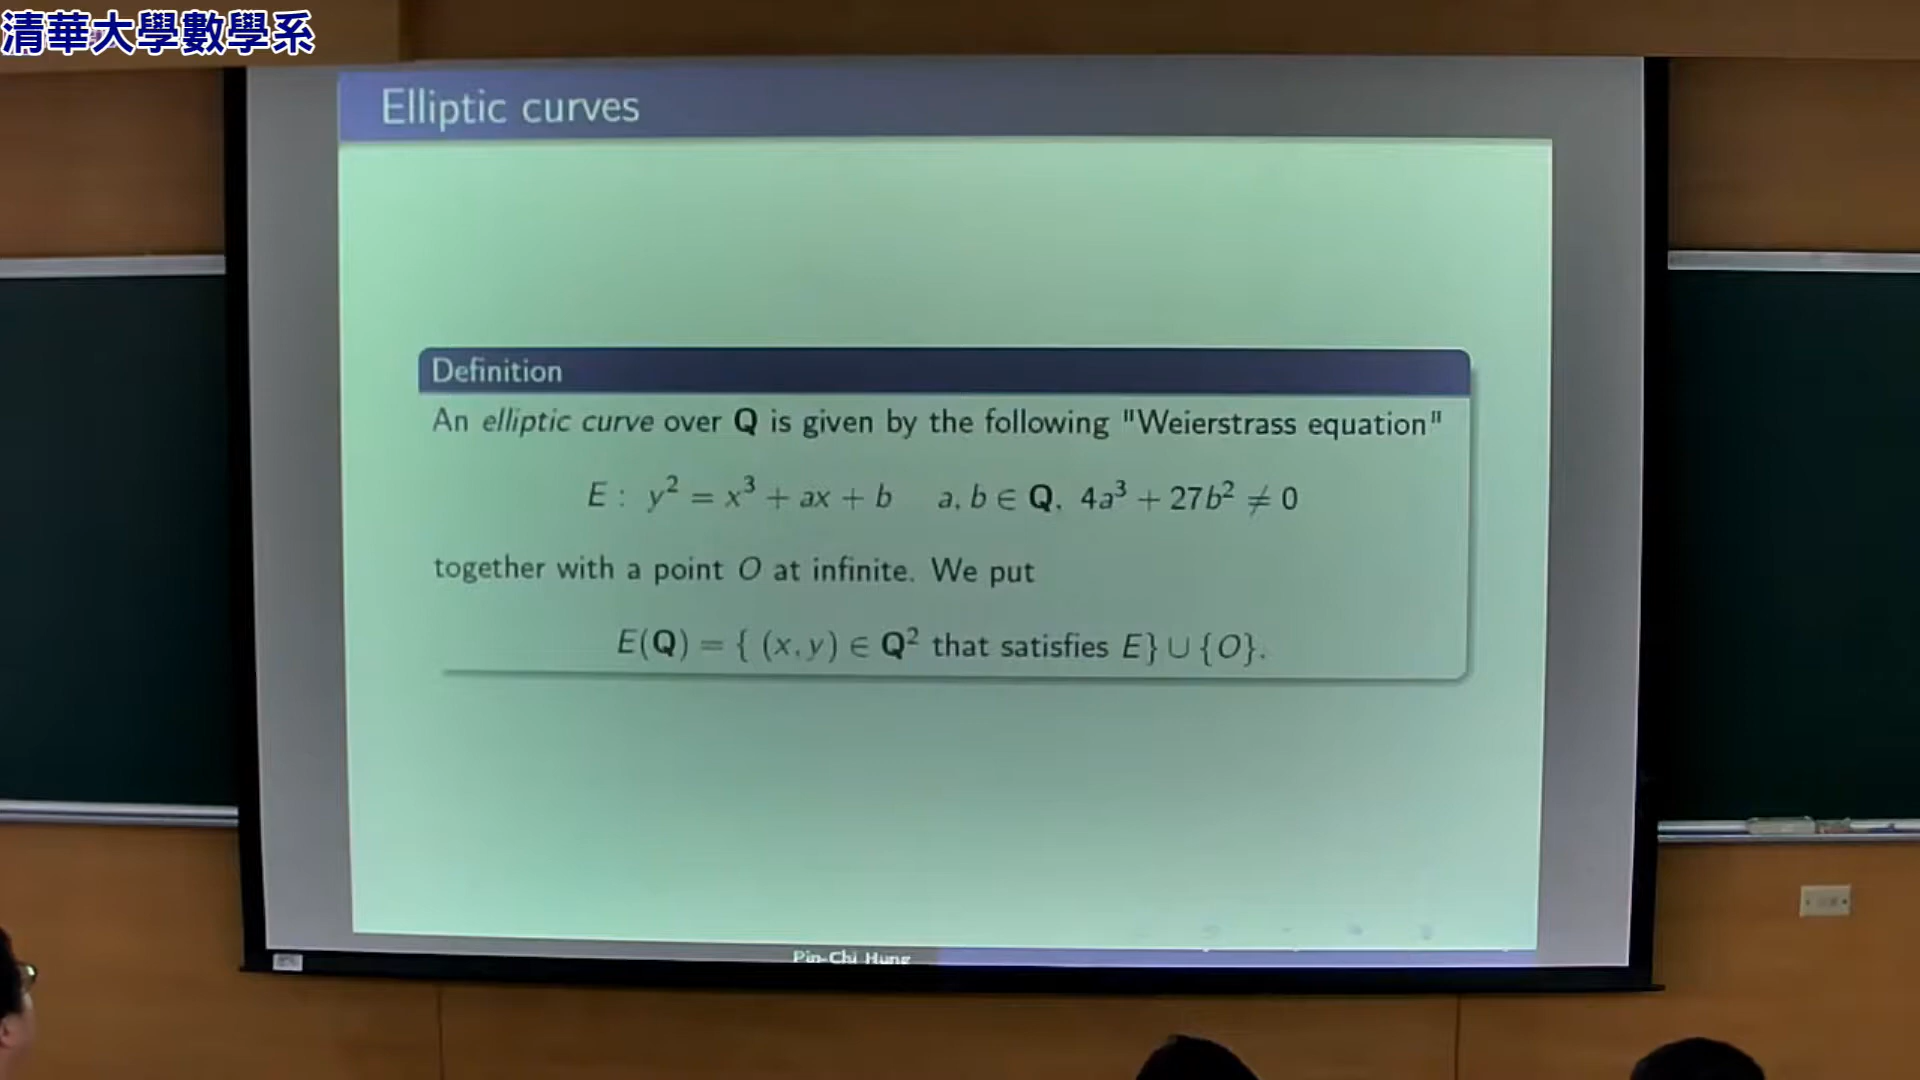 清華大學數學系
Elliptic curves
Definition
An elliptic curve over Q is given by the following "Weierstrass equation"
E : y² = x³ + ax + b a, b ∈ Q, 4a³ + 27b² ≠ 0
together with a point O at infinite. We put
E(Q) = { (x, y) ∈ Q² that satisfies E} ∪ {O}.
Pin-Chi Hung